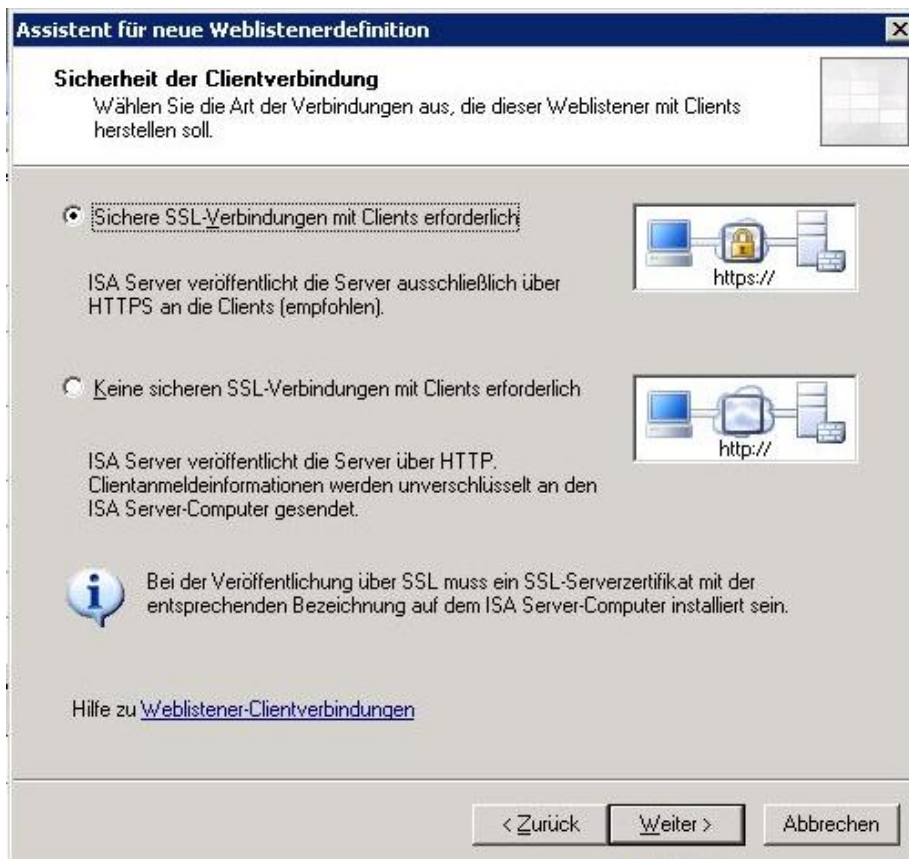 Assistent für neue Weblistenerdefinition
Sicherheit der Clientverbindung
Wählen Sie die Art der Verbindungen aus, die dieser Weblistener mit Clients
herstellen soll.
Sichere SSL-Verbindungen mit Clients erforderlich
https://
ISA Server veröffentlicht die Server ausschließlich über
HTTPS an die Clients (empfohlen).
Keine sicheren SSL-Verbindungen mit Clients erforderlich
http://
ISA Server veröffentlicht die Server über HTTP.
Clientanmeldeinformationen werden unverschlüsselt an den
ISA Server-Computer gesendet.
Bei der Veröffentlichung über SSL muss ein SSL-Serverzertifikat mit der
entsprechenden Bezeichnung auf dem ISA Server-Computer installiert sein.
Hilfe zu Weblistener-Clientverbindungen
< Zurück Weiter > Abbrechen